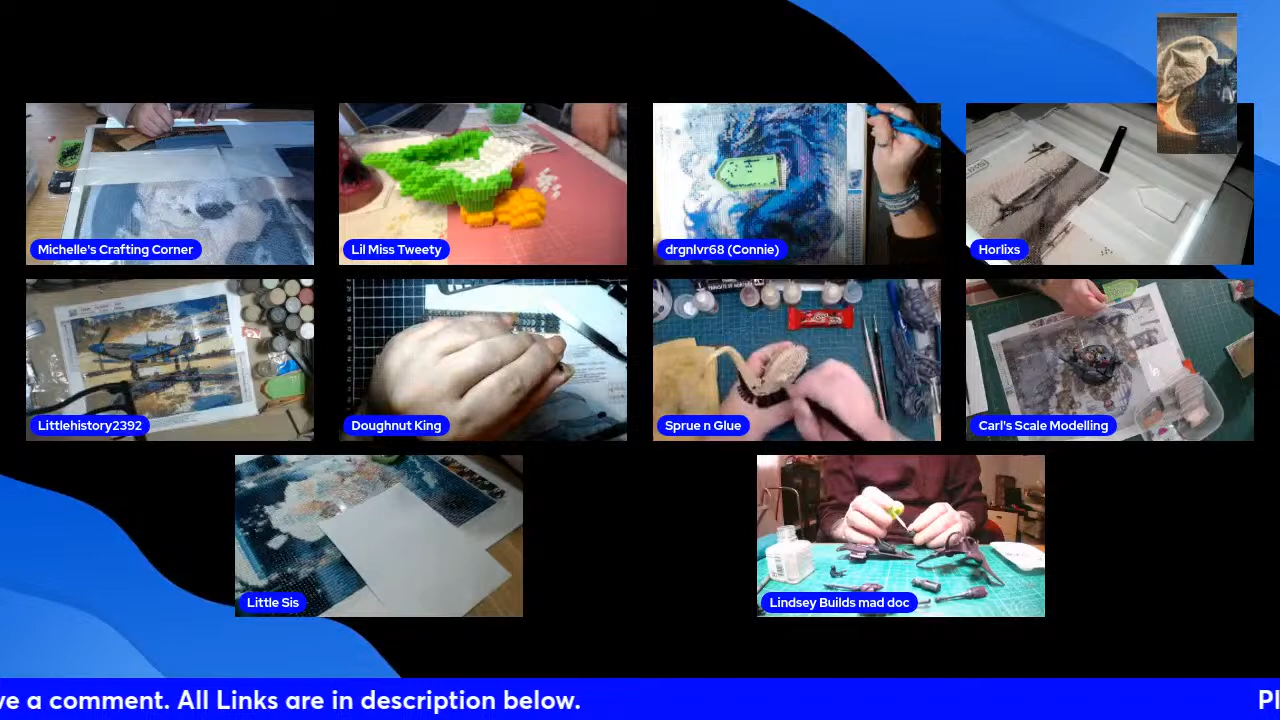 Michelle's Crafting Corner
Lil Miss Tweety
drgnlvr68 (Connie)
Horlixs
Littlehistory2392
Doughnut King
Sprue n Glue
Carl's Scale Modelling
Little Sis
Lindsey Builds mad doc
ve a comment. All Links are in description below.
Pl